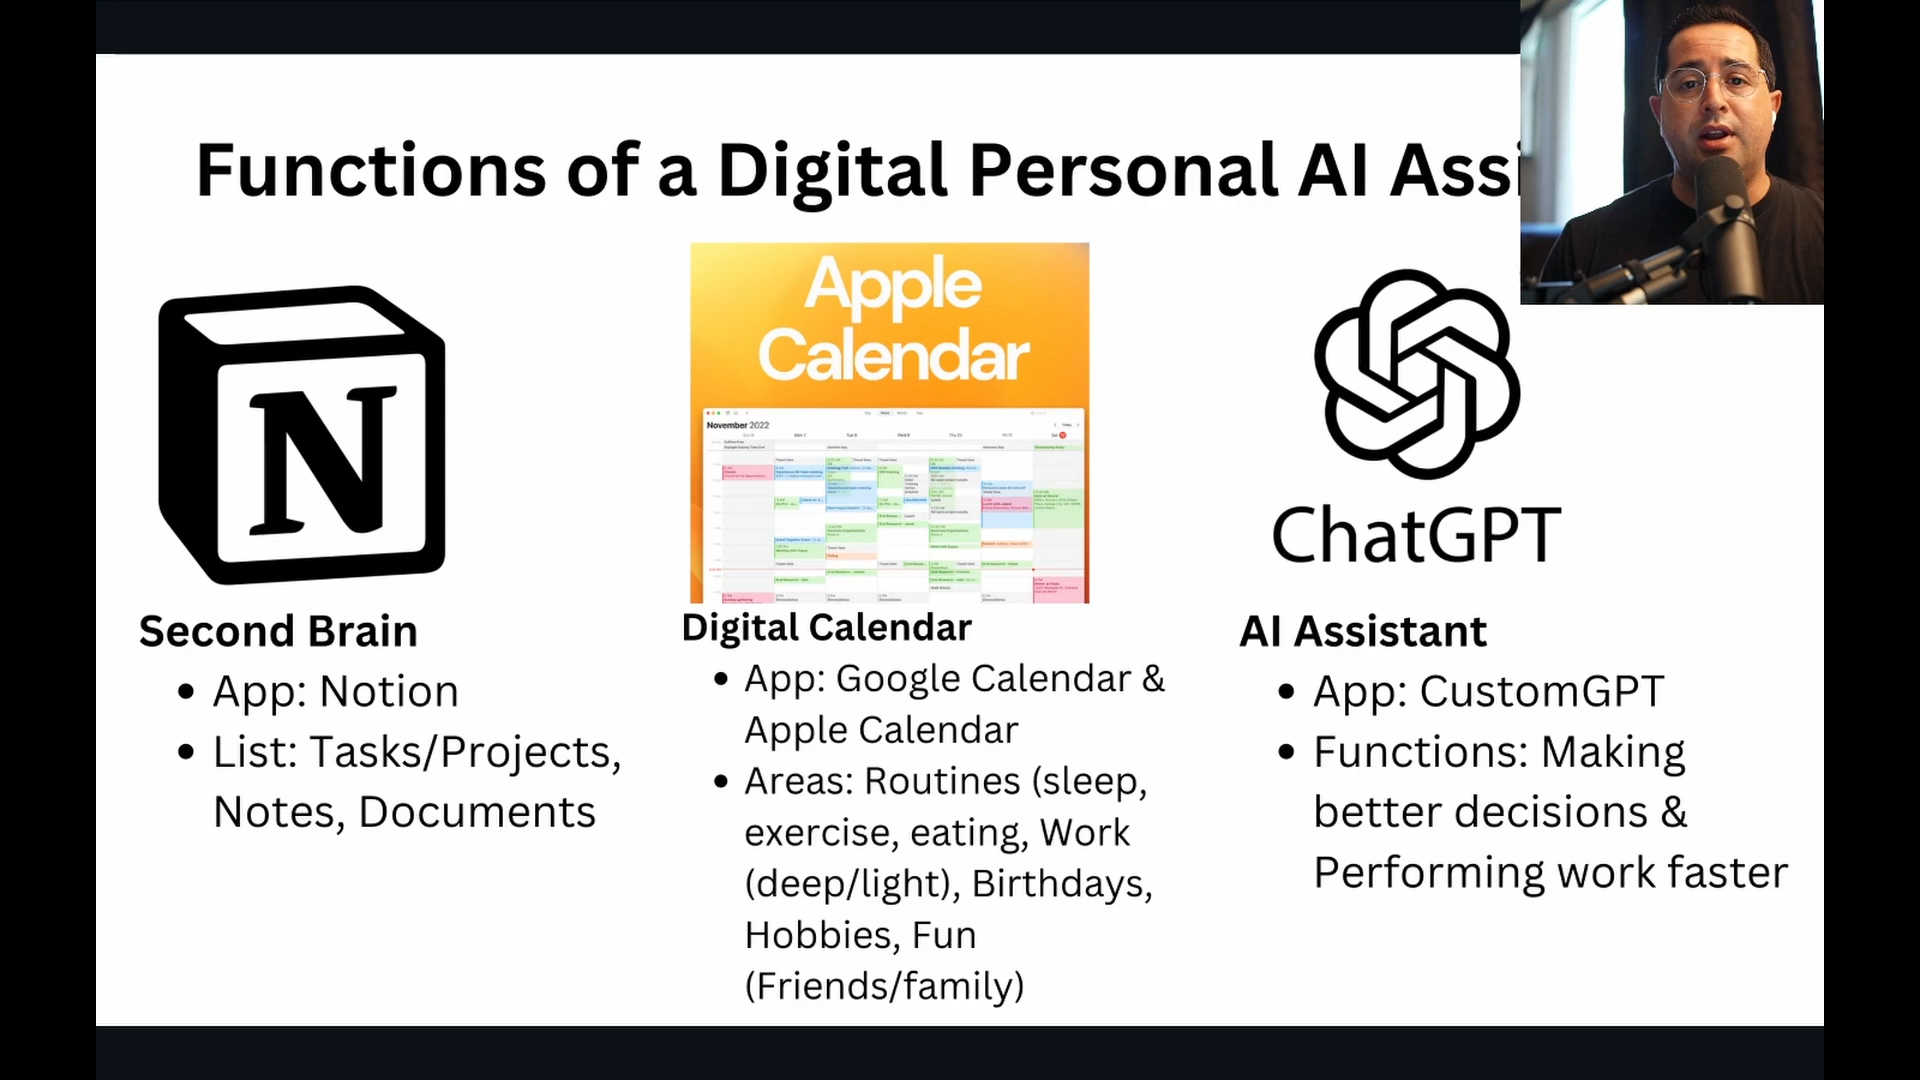 Functions of a Digital Personal AI Assi
N
Apple
Calendar
November 2022
ChatGPT
Second Brain
• App: Notion
• List: Tasks/Projects,
Notes, Documents
Digital Calendar
• App: Google Calendar &
Apple Calendar
• Areas: Routines (sleep,
exercise, eating, Work
(deep/light), Birthdays,
Hobbies, Fun
(Friends/family)
AI Assistant
• App: CustomGPT
• Functions: Making
better decisions &
Performing work faster